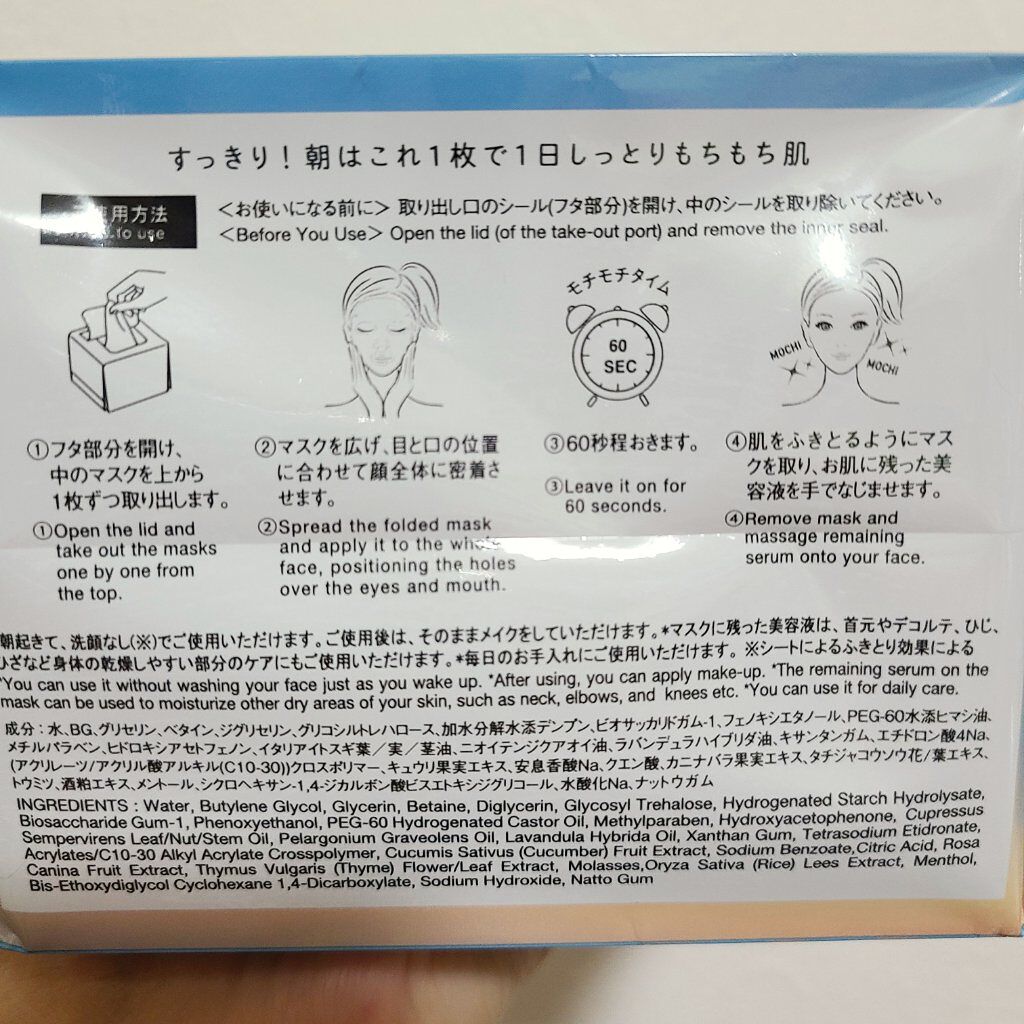 すっきり！朝はこれ1枚で1日しっとりもちもち肌
用方法
to use
＜お使いになる前に＞ 取り出し口のシール(フタ部分)を開け、中のシールを取り除いてください。
＜Before You Use＞ Open the lid (of the take-out port) and remove the inner seal.
モチモチタイム
60
SEC
MOCHI
MOCHI
①フタ部分を開け、
中のマスクを上から
1枚ずつ取り出します。
①Open the lid and
take out the masks
one by one from
the top.
②マスクを広げ、目と口の位置
に合わせて顔全体に密着さ
せます。
②Spread the folded mask
and apply it to the whole
face, positioning the holes
over the eyes and mouth.
③60秒程おきます。
③Leave it on for
60 seconds.
④肌をふきとるようにマス
クを取り、お肌に残った美
容液を手でなじませます。
④Remove mask and
massage remaining
serum onto your face.
朝起きて、洗顔なし(※)でご使用いただけます。ご使用後は、そのままメイクをしていただけます。*マスクに残った美容液は、首元やデコルテ、ひじ、
ひざなど身体の乾燥しやすい部分のケアにもご使用いただけます。*毎日のお手入れにご使用いただけます。※シートによるふきとり効果による
*You can use it without washing your face just as you wake up. *After using, you can apply make-up. *The remaining serum on the
mask can be used to moisturize other dry areas of your skin, such as neck, elbows, and knees etc. *You can use it for daily care.
成分：水、BG、グリセリン、ベタイン、ジグリセリン、グリコシルトレハロース、加水分解水添デンプン、ビオサッカリドガム-1、フェノキシエタノール、PEG-60水添ヒマシ油、
メチルパラベン、ヒドロキシアセトフェノン、イタリアイトスギ葉／実／茎油、ニオイテンジクアオイ油、ラバンデュラハイブリダ油、キサンタンガム、エチドロン酸4Na、
(アクリレーツ/アクリル酸アルキル(C10-30))クロスポリマー、キュウリ果実エキス、安息香酸Na、クエン酸、カニナバラ果実エキス、タチジャコウソウ花/葉エキス、
トウミツ、酒粕エキス、メントール、シクロヘキサン-1,4-ジカルボン酸ビスエトキシジグリコール、水酸化Na、ナットウガム
INGREDIENTS : Water, Butylene Glycol, Glycerin, Betaine, Diglycerin, Glycosyl Trehalose, Hydrogenated Starch Hydrolysate,
Biosaccharide Gum-1, Phenoxyethanol, PEG-60 Hydrogenated Castor Oil, Methylparaben, Hydroxyacetophenone, Cupressus
Sempervirens Leaf/Nut/Stem Oil, Pelargonium Graveolens Oil, Lavandula Hybrida Oil, Xanthan Gum, Tetrasodium Etidronate,
Acrylates/C10-30 Alkyl Acrylate Crosspolymer, Cucumis Sativus (Cucumber) Fruit Extract, Sodium Benzoate,Citric Acid, Rosa
Canina Fruit Extract, Thymus Vulgaris (Thyme) Flower/Leaf Extract, Molasses,Oryza Sativa (Rice) Lees Extract, Menthol,
Bis-Ethoxydiglycol Cyclohexane 1,4-Dicarboxylate, Sodium Hydroxide, Natto Gum